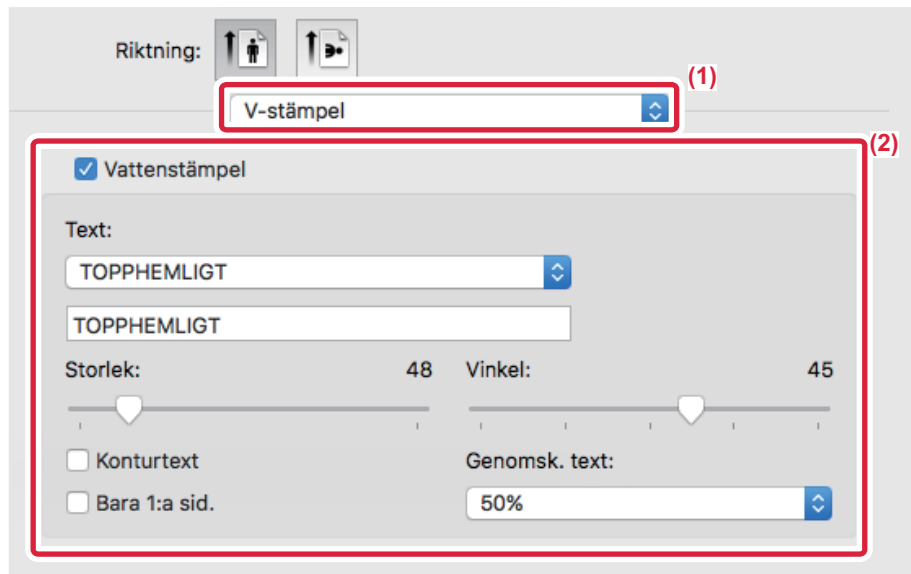 Riktning:
(1)
V-stämpel
(2)
Vattenstämpel
Text:
TOPPHEMLIGT
TOPPHEMLIGT
Storlek: 48 Vinkel: 45
Konturtext Genomsk. text:
Bara 1:a sid. 50%